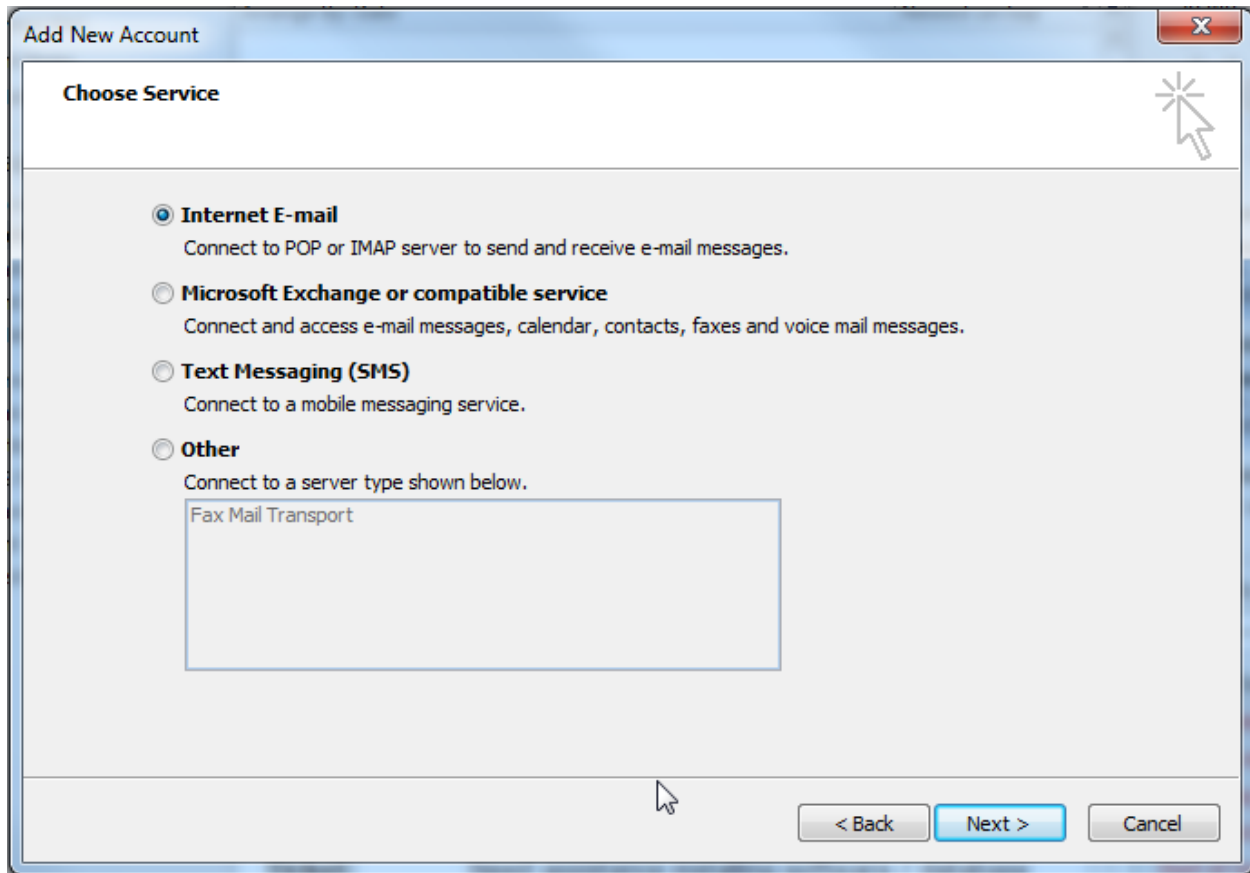 Add New Account
Choose Service
Internet E-mail
Connect to POP or IMAP server to send and receive e-mail messages.
Microsoft Exchange or compatible service
Connect and access e-mail messages, calendar, contacts, faxes and voice mail messages.
Text Messaging (SMS)
Connect to a mobile messaging service.
Other
Connect to a server type shown below.
Fax Mail Transport
< Back Next > Cancel